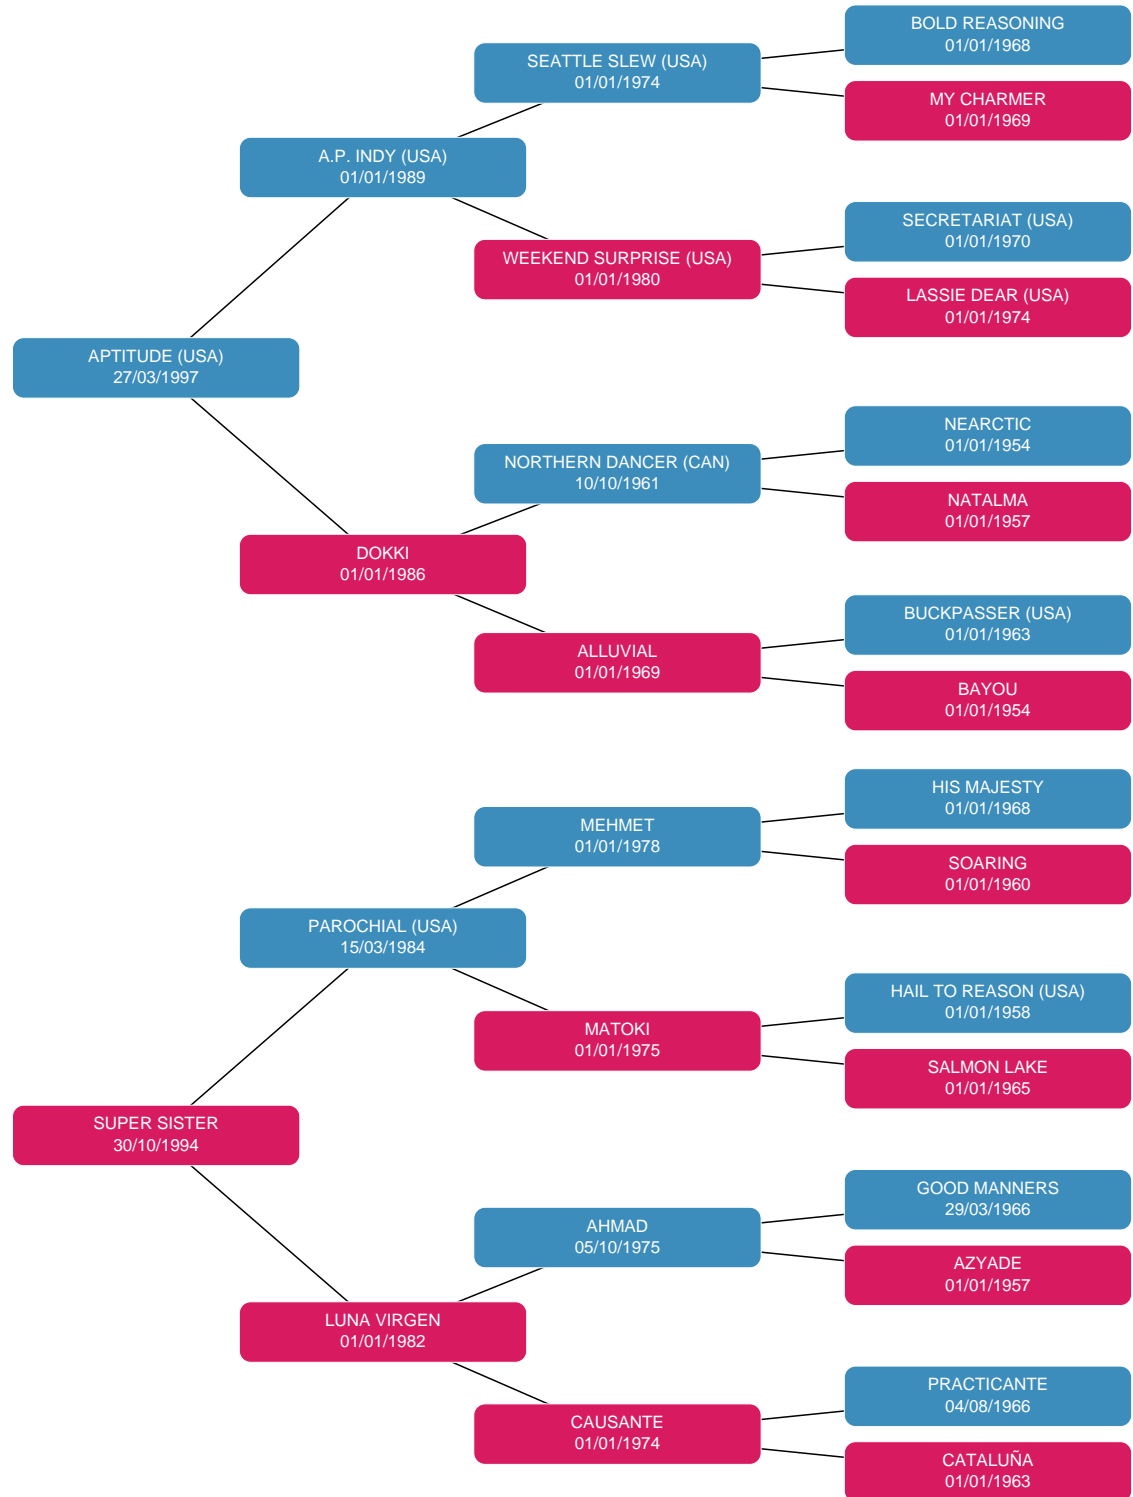 BOLD REASONING
01/01/1968
SEATTLE SLEW (USA)
01/01/1974
MY CHARMER
01/01/1969
A.P. INDY (USA)
01/01/1989
SECRETARIAT (USA)
01/01/1970
WEEKEND SURPRISE (USA)
01/01/1980
LASSIE DEAR (USA)
01/01/1974
APTITUDE (USA)
27/03/1997
NEARCTIC
01/01/1954
NORTHERN DANCER (CAN)
10/10/1961
NATALMA
01/01/1957
DOKKI
01/01/1986
BUCKPASSER (USA)
01/01/1963
ALLUVIAL
01/01/1969
BAYOU
01/01/1954
HIS MAJESTY
01/01/1968
MEHMET
01/01/1978
SOARING
01/01/1960
PAROCHIAL (USA)
15/03/1984
HAIL TO REASON (USA)
01/01/1958
MATOKI
01/01/1975
SALMON LAKE
01/01/1965
SUPER SISTER
30/10/1994
GOOD MANNERS
29/03/1966
AHMAD
05/10/1975
AZYADE
01/01/1957
LUNA VIRGEN
01/01/1982
PRACTICANTE
04/08/1966
CAUSANTE
01/01/1974
CATALUÑA
01/01/1963